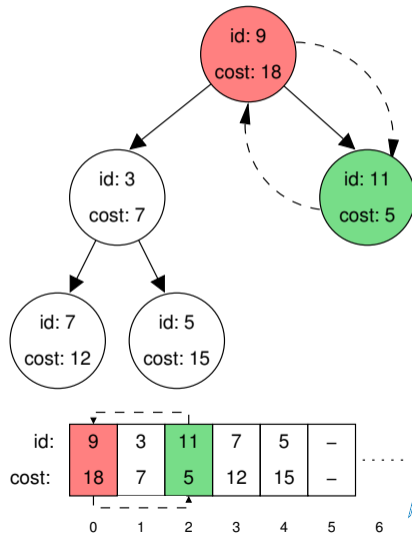 id: 9
cost: 18
id: 3
cost: 7
id: 11
cost: 5
id: 7
cost: 12
id: 5
cost: 15
id: 9 3 11 7 5 –
cost: 18 7 5 12 15 – ......
0 1 2 3 4 5 6